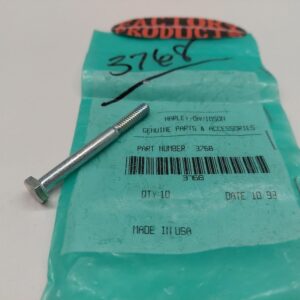 FACTORY
PRODUCTS
3768
HARLEY-DAVIDSON
GENUINE PARTS & ACCESSORIES
PART NUMBER 3768
3768
QTY 10
DATE 10 93
MADE IN USA